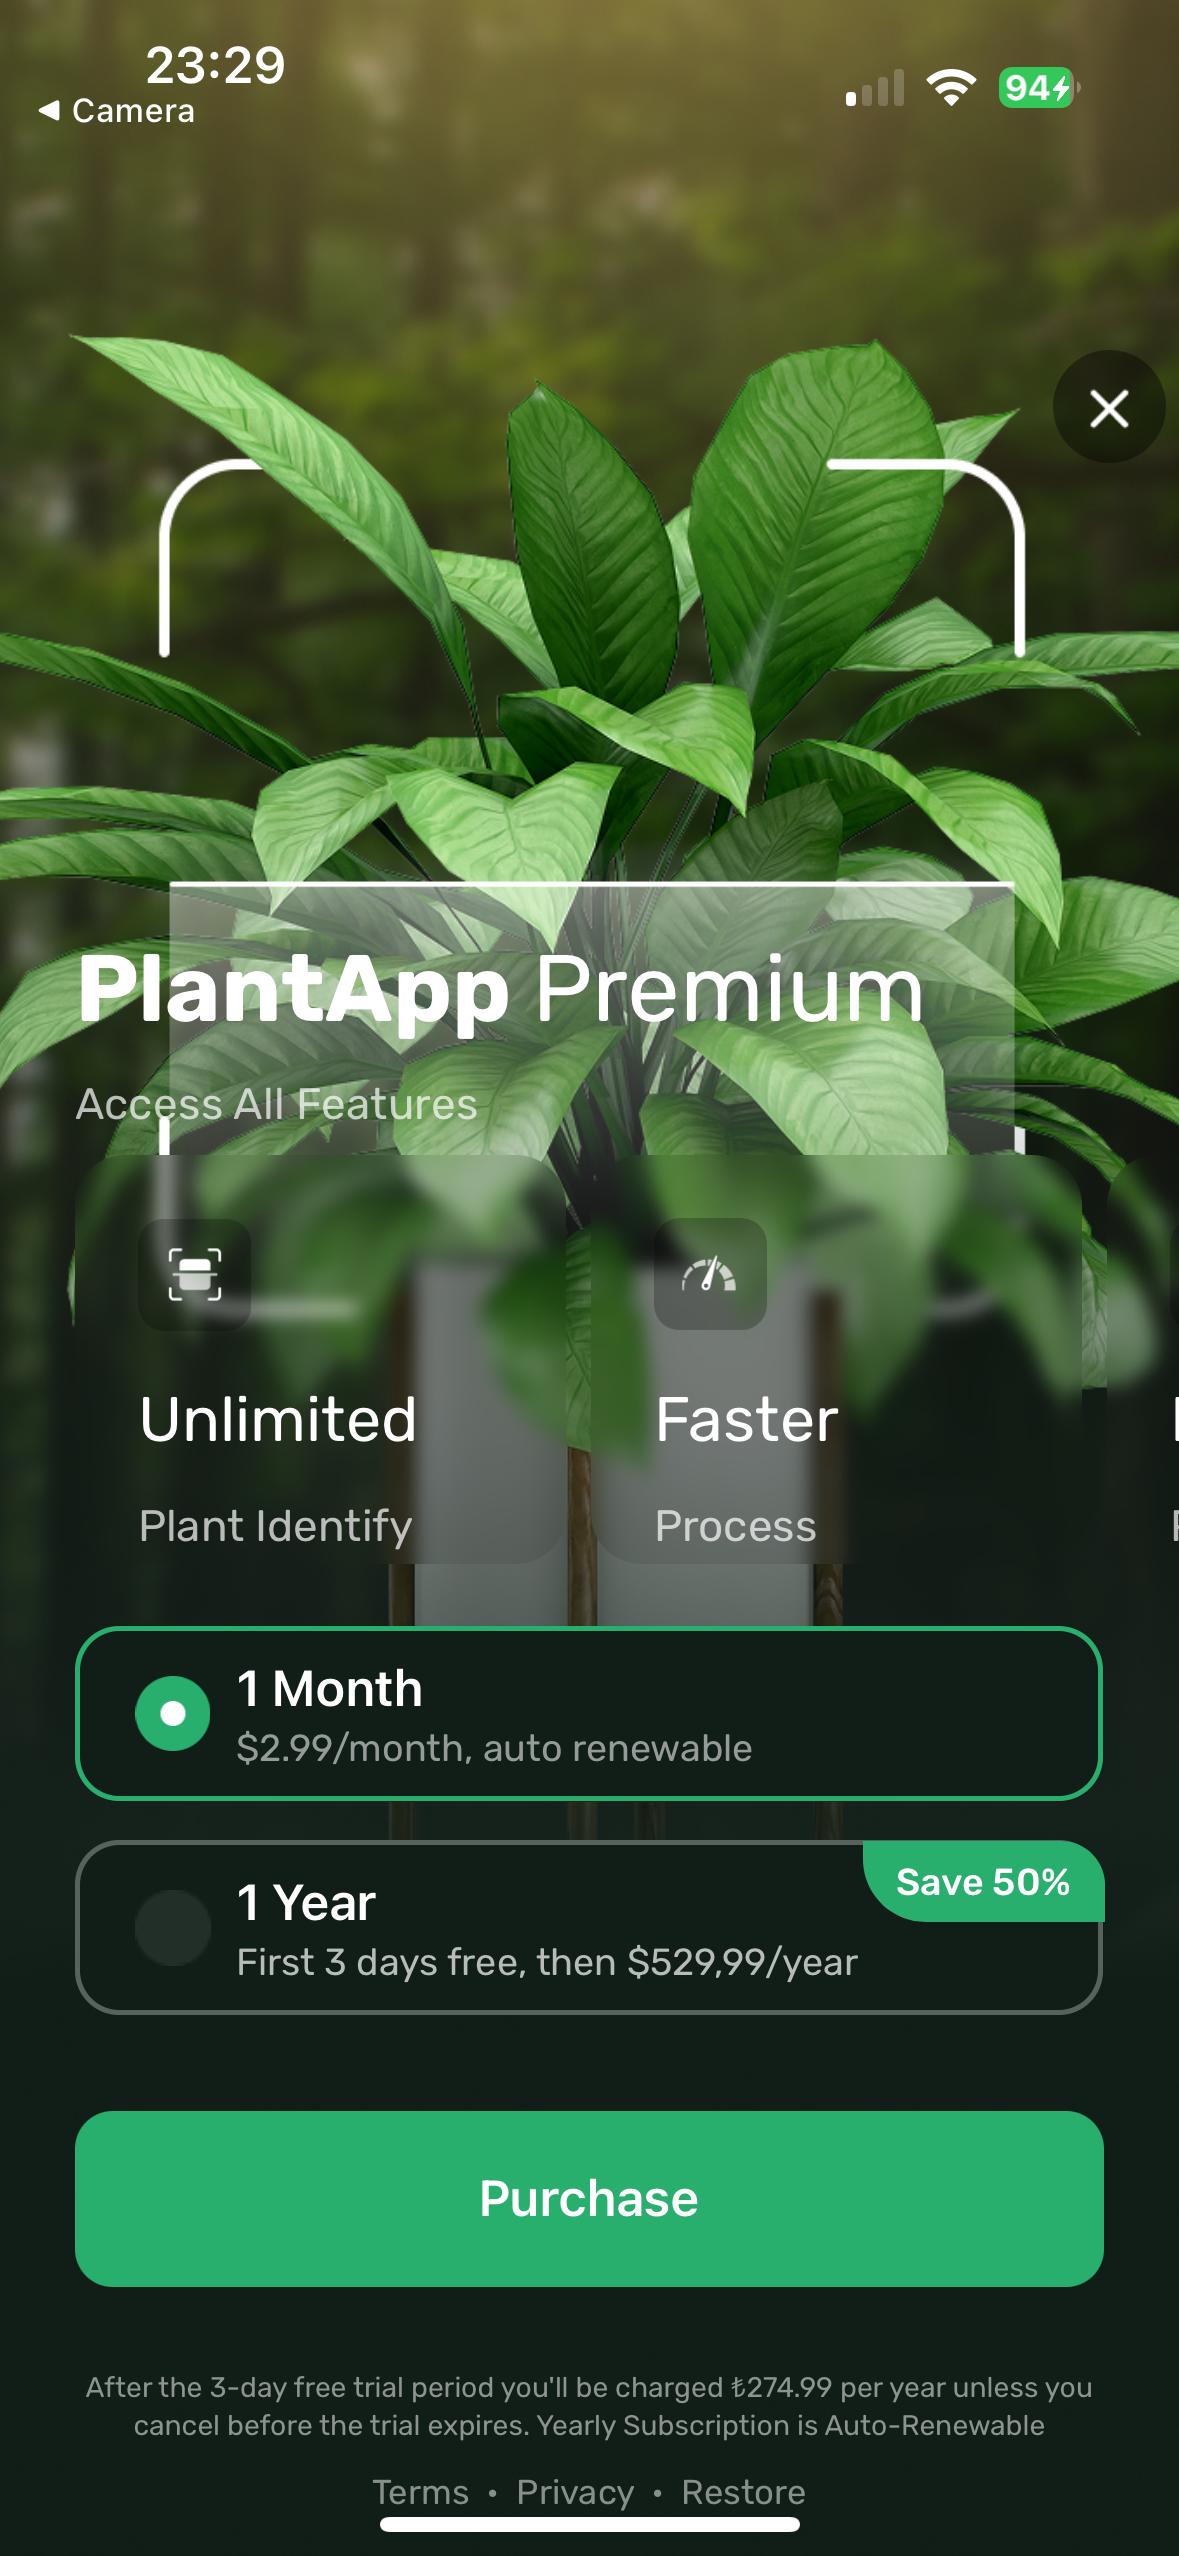 23:29
Camera
94
PlantApp Premium
Access All Features
Unlimited
Plant Identify
Faster
Process
1 Month
$2.99/month, auto renewable
Save 50%
1 Year
First 3 days free, then $529,99/year
Purchase
After the 3-day free trial period you'll be charged ₺274.99 per year unless you
cancel before the trial expires. Yearly Subscription is Auto-Renewable
Terms • Privacy • Restore